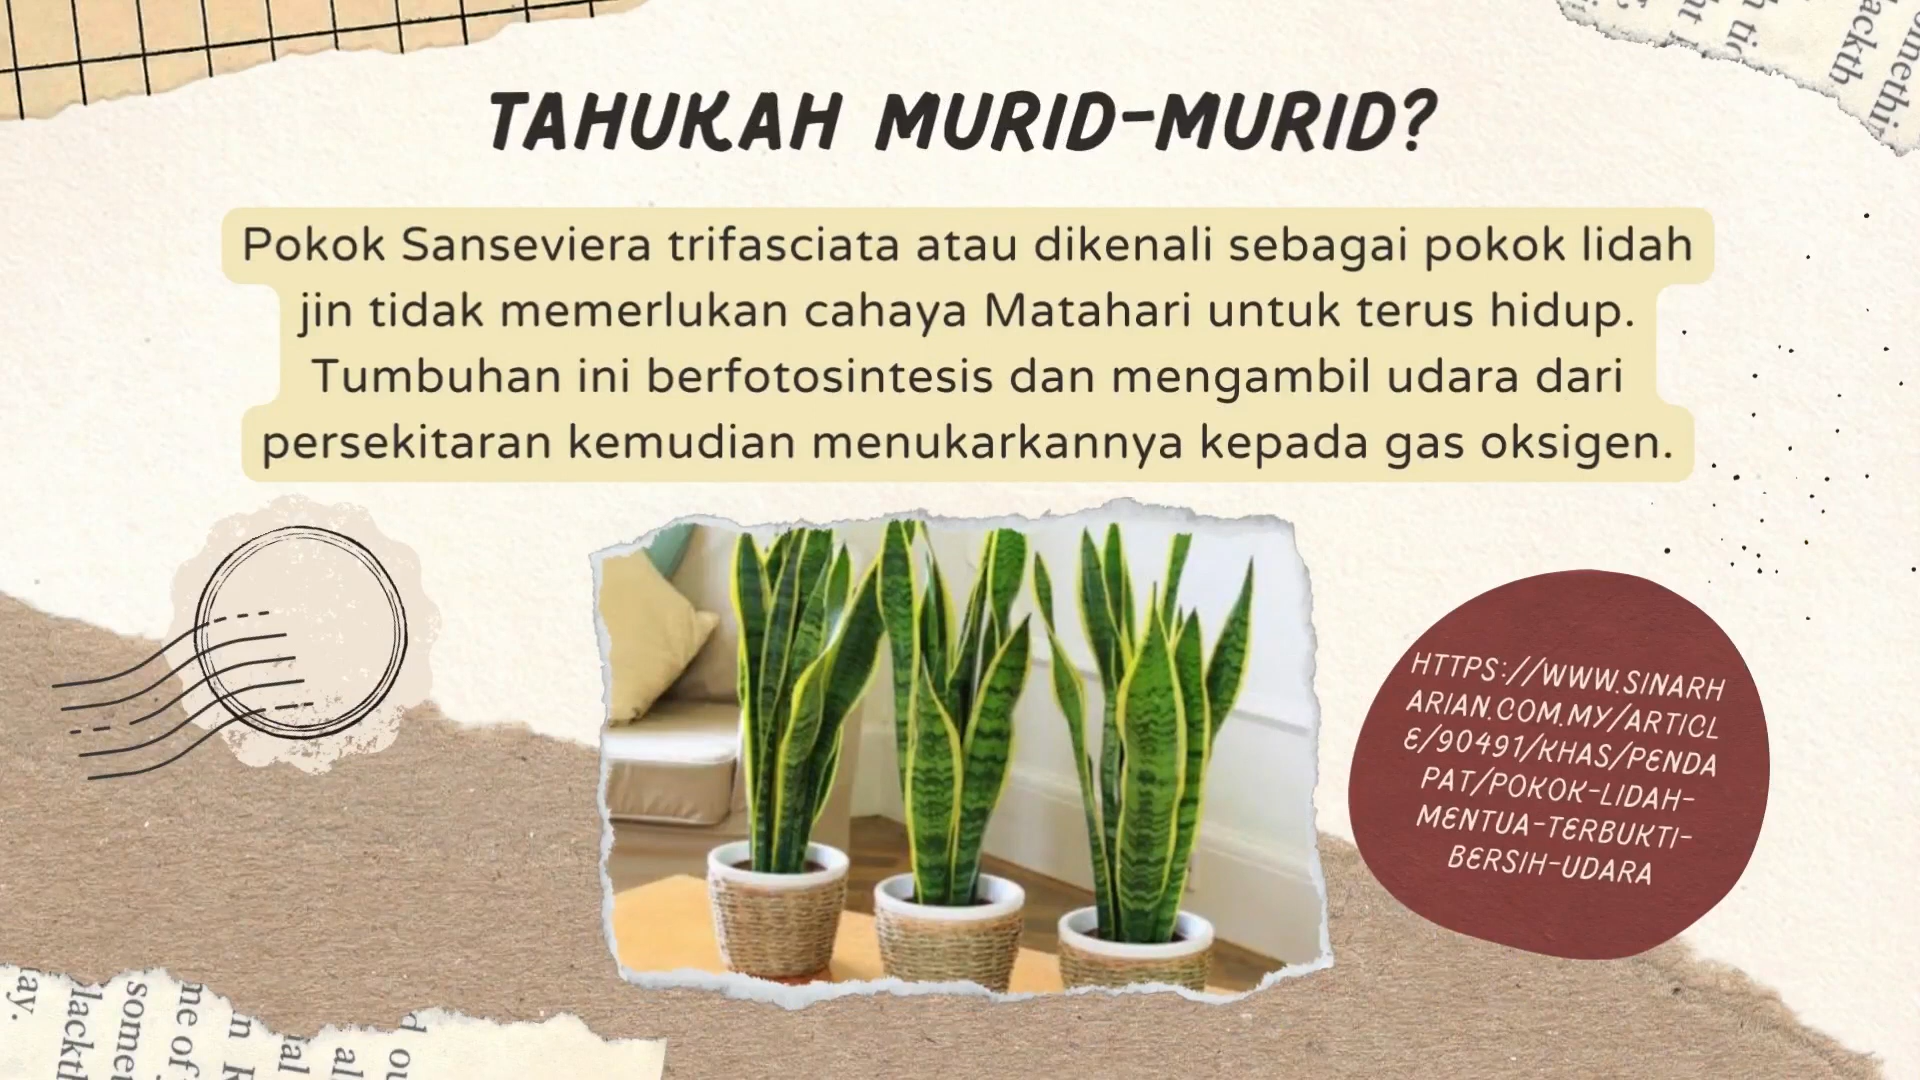 TAHUKAH MURID-MURID?
Pokok Sanseviera trifasciata atau dikenali sebagai pokok lidah
jin tidak memerlukan cahaya Matahari untuk terus hidup.
Tumbuhan ini berfotosintesis dan mengambil udara dari
persekitaran kemudian menukarkannya kepada gas oksigen.
HTTPS://WWW.SINARH
ARIAN.COM.MY/ARTICL
E/90491/KHAS/PENDA
PAT/POKOK-LIDAH-
MENTUA-TERBUKTI-
BERSIH-UDARA